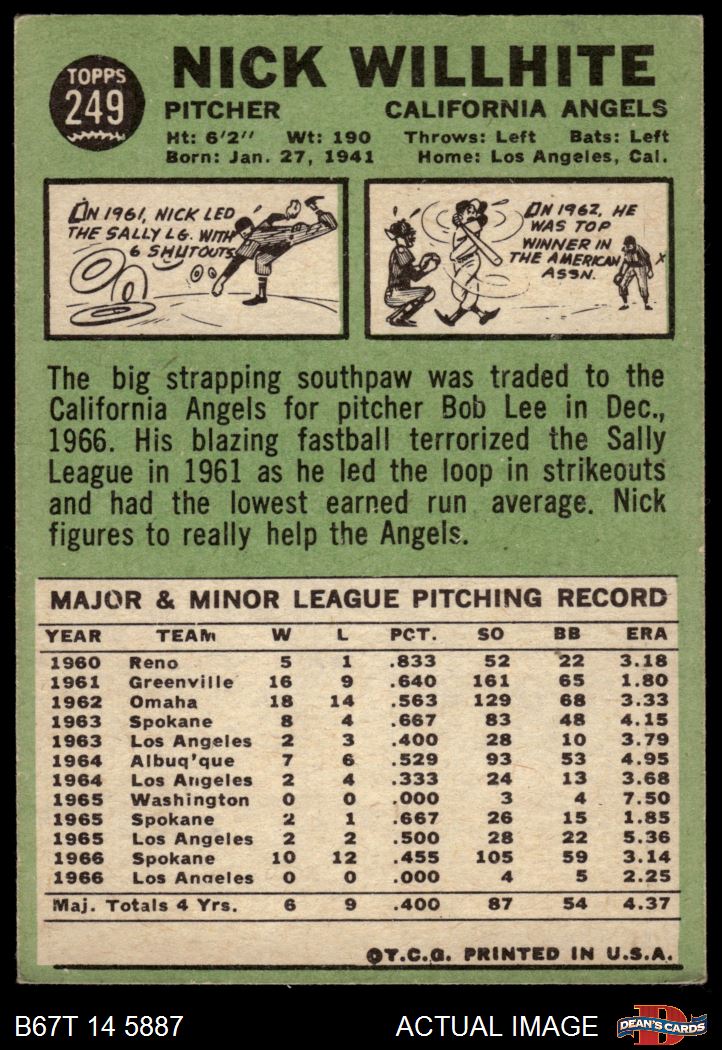 TOPPS
249
NICK WILLHITE
PITCHER CALIFORNIA ANGELS
Ht: 6'2" Wt: 190 Throws: Left Bats: Left
Born: Jan. 27, 1941 Home: Los Angeles, Cal.
ON 1961, NICK LED
THE SALLY LG. WITH
6 SHUTOUTS
ON 1962, HE
WAS TOP
WINNER IN
THE AMERICAN
ASSN.
The big strapping southpaw was traded to the
California Angels for pitcher Bob Lee in Dec.,
1966. His blazing fastball terrorized the Sally
League in 1961 as he led the loop in strikeouts
and had the lowest earned run average. Nick
figures to really help the Angels.
MAJOR & MINOR LEAGUE PITCHING RECORD
YEAR TEAM W L PCT. SO BB ERA
1960 Reno 5 1 .833 52 22 3.18
1961 Greenville 16 9 .640 161 65 1.80
1962 Omaha 18 14 .563 129 68 3.33
1963 Spokane 8 4 .667 83 48 4.15
1963 Los Angeles 2 3 .400 28 10 3.79
1964 Albuq'que 7 6 .529 93 53 4.95
1964 Los Angeles 2 4 .333 24 13 3.68
1965 Washington 0 0 .000 3 4 7.50
1965 Spokane 2 1 .667 26 15 1.85
1965 Los Angeles 2 2 .500 28 22 5.36
1966 Spokane 10 12 .455 105 59 3.14
1966 Los Angeles 0 0 .000 4 5 2.25
Maj. Totals 4 Yrs. 6 9 .400 87 54 4.37
©T.C.G. PRINTED IN U.S.A.
B67T 14 5887 ACTUAL IMAGE
D
DEAN'S CARDS